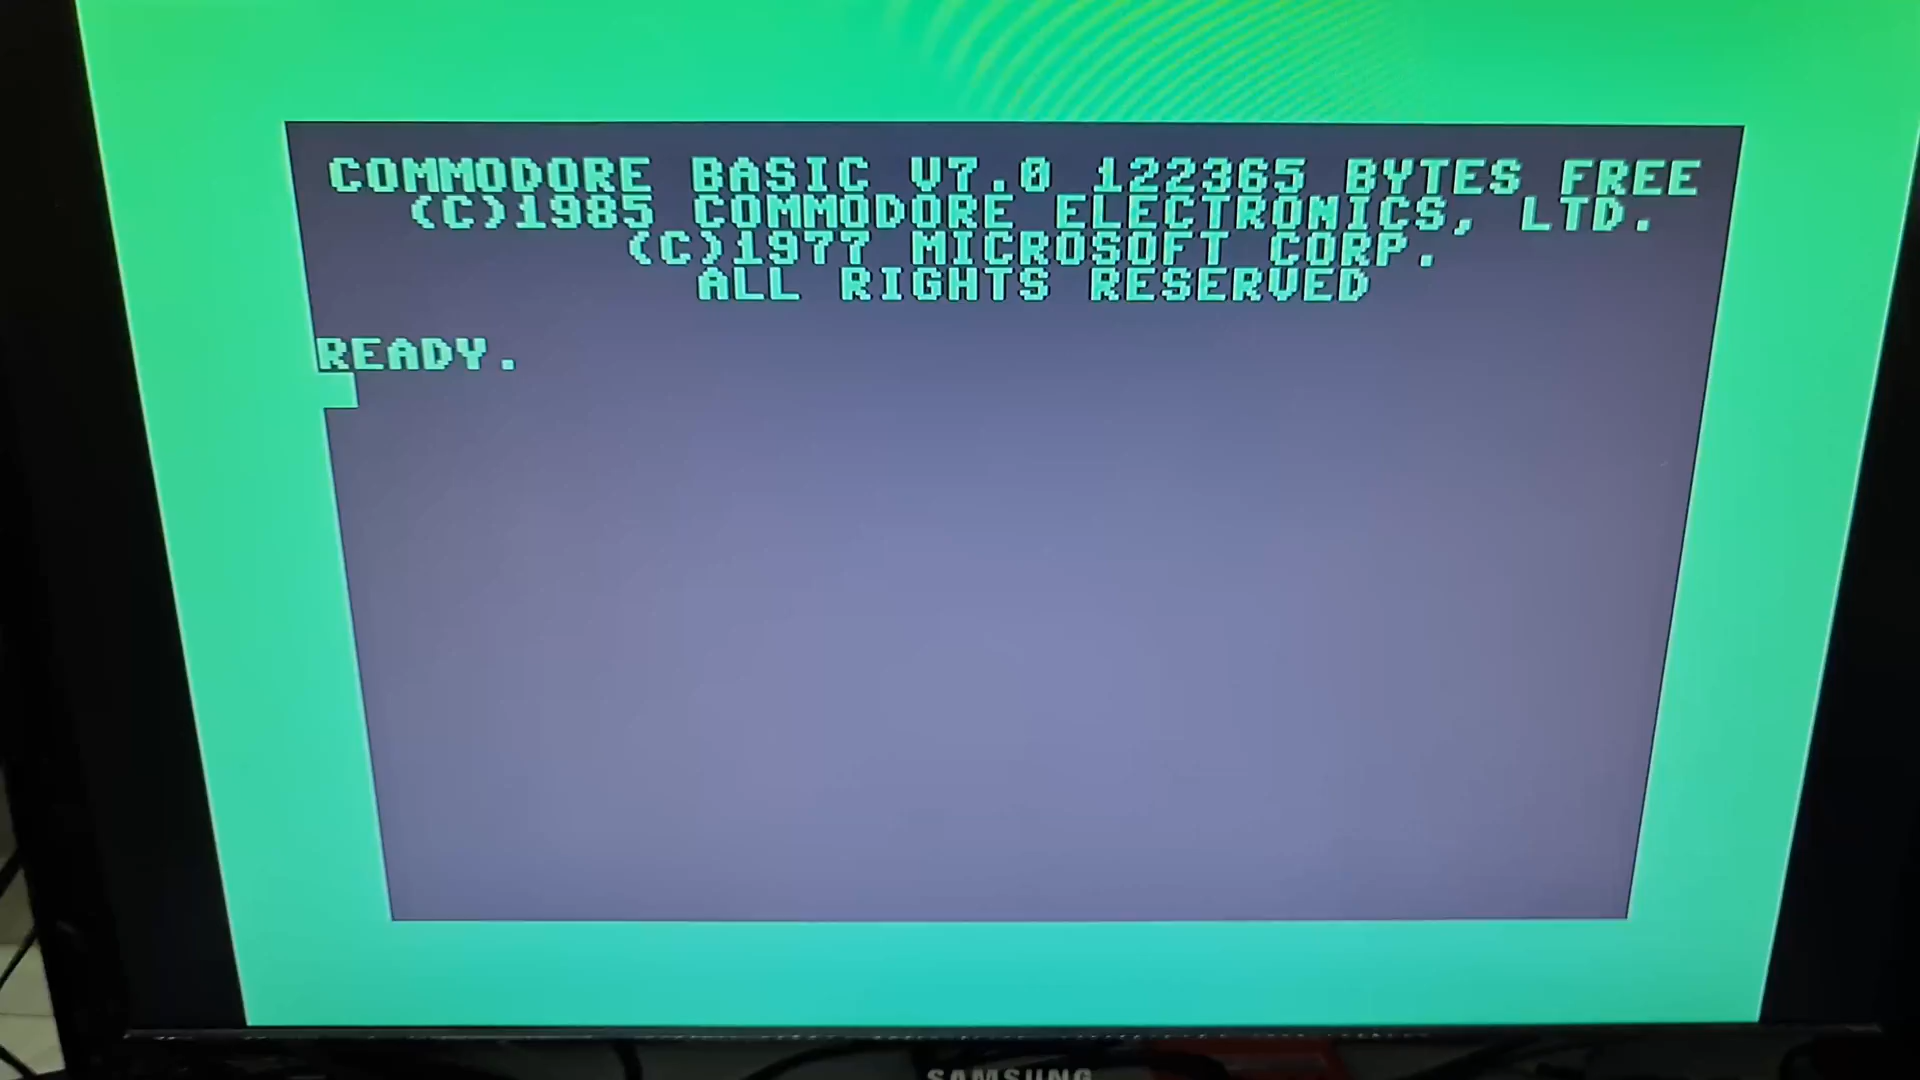 COMMODORE BASIC V7.0 122365 BYTES FREE
(C)1985 COMMODORE ELECTRONICS, LTD.
(C)1977 MICROSOFT CORP.
ALL RIGHTS RESERVED
READY.
SAMSUNG